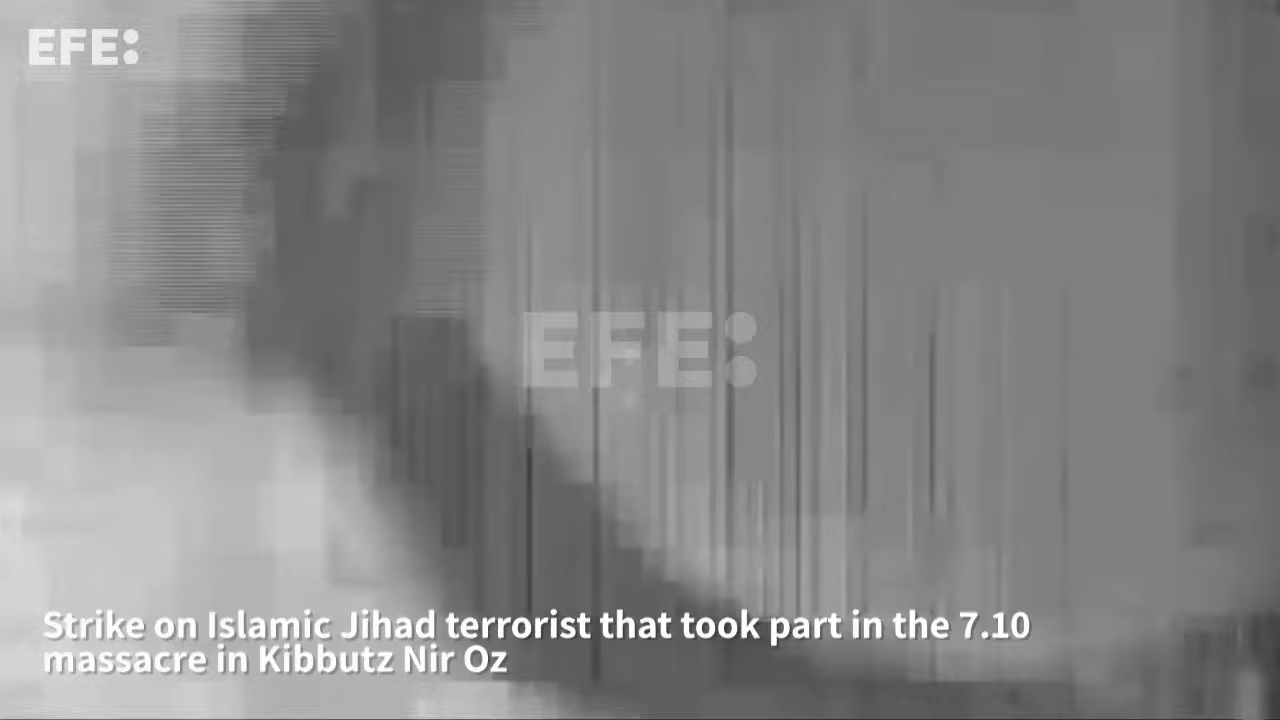 EFE:
EFE:
Strike on Islamic Jihad terrorist that took part in the 7.10
massacre in Kibbutz Nir Oz